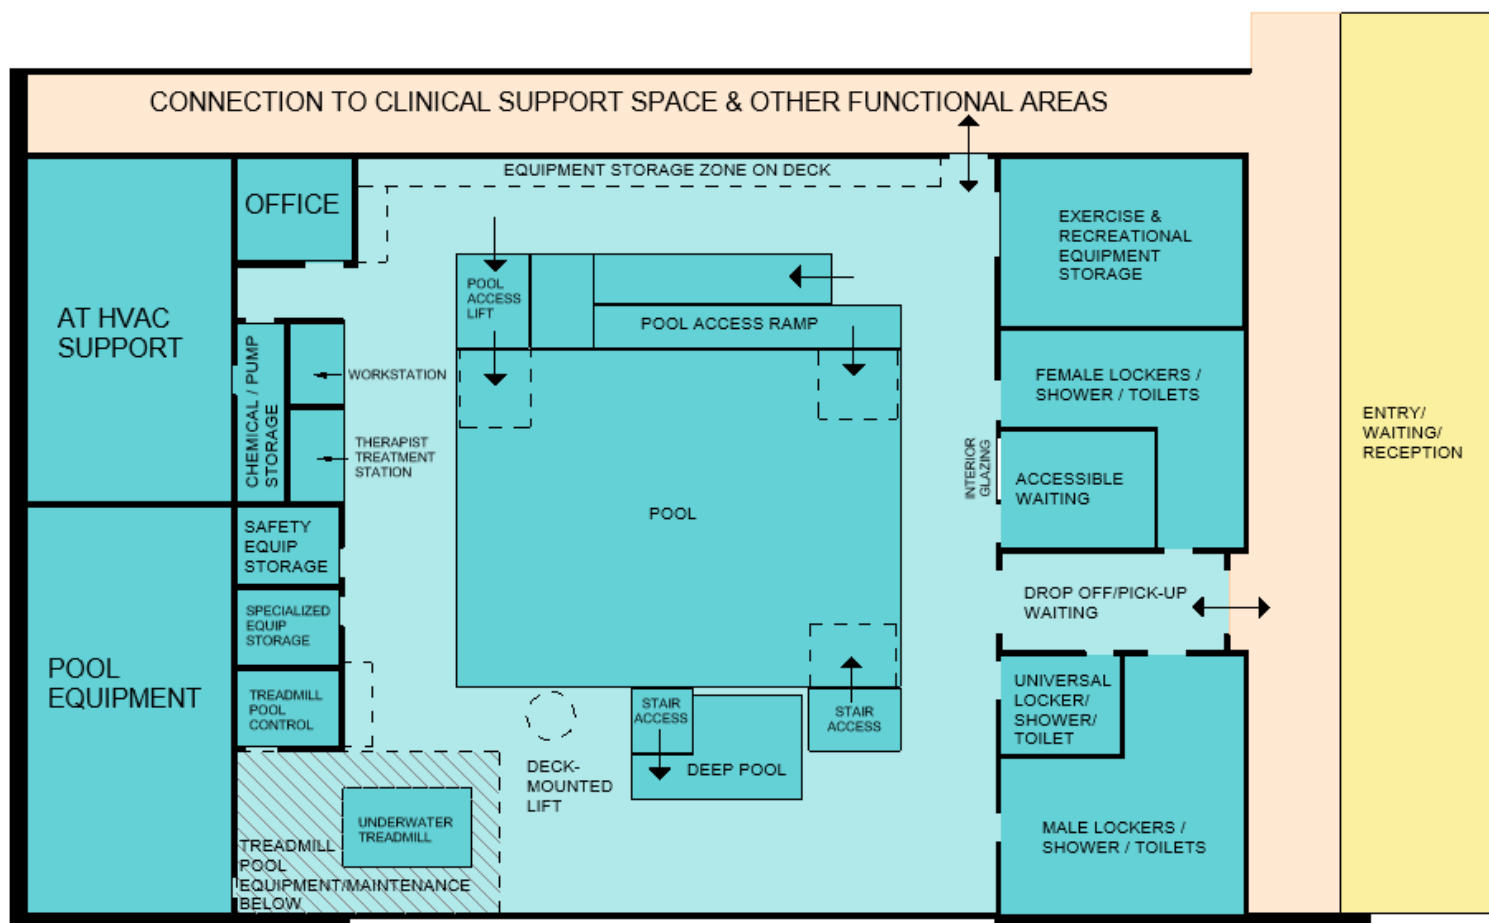 CONNECTION TO CLINICAL SUPPORT SPACE & OTHER FUNCTIONAL AREAS
EQUIPMENT STORAGE ZONE ON DECK
OFFICE
EXERCISE &
RECREATIONAL
EQUIPMENT
STORAGE
AT HVAC
SUPPORT
POOL
ACCESS
LIFT
POOL ACCESS RAMP
CHEMICAL / PUMP
STORAGE
WORKSTATION
THERAPIST
TREATMENT
STATION
FEMALE LOCKERS /
SHOWER / TOILETS
INTERIOR
GLAZING
ACCESSIBLE
WAITING
ENTRY/
WAITING/
RECEPTION
POOL
SAFETY
EQUIP
STORAGE
SPECIALIZED
EQUIP
STORAGE
DROP OFF/PICK-UP
WAITING
POOL
EQUIPMENT
TREADMILL
POOL
CONTROL
STAIR
ACCESS
STAIR
ACCESS
UNIVERSAL
LOCKER/
SHOWER/
TOILET
DECK-
MOUNTED
LIFT
DEEP POOL
UNDERWATER
TREADMILL
TREADMILL
POOL
EQUIPMENT/MAINTENANCE
BELOW
MALE LOCKERS /
SHOWER / TOILETS